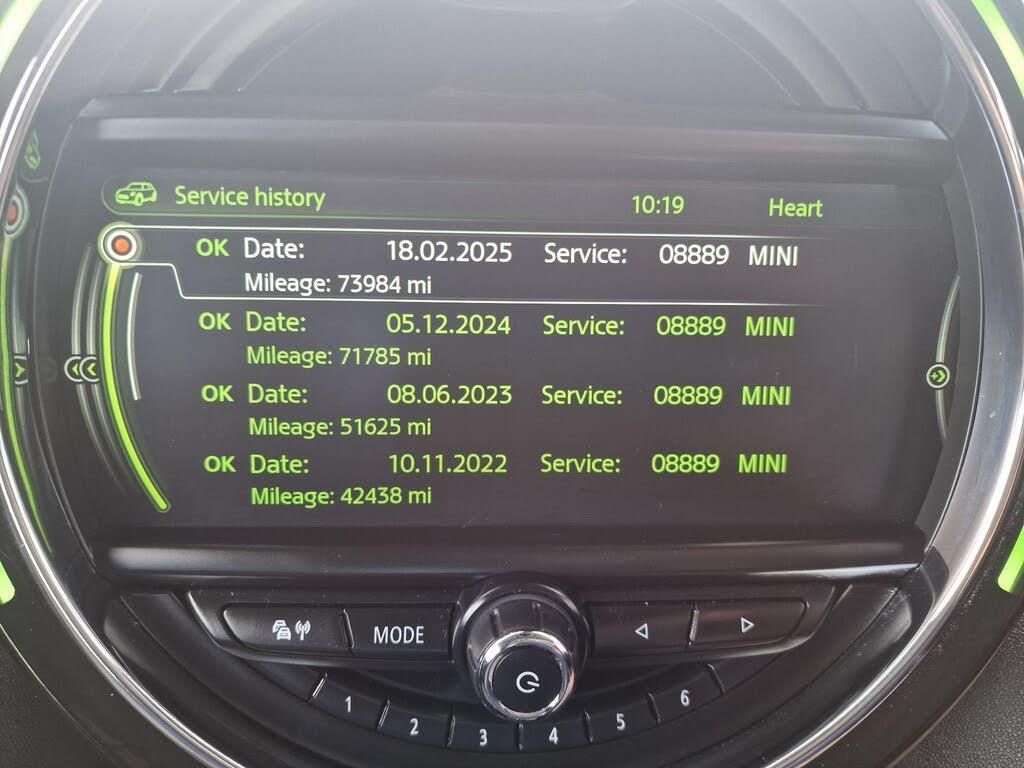 Service history 10:19 Heart
OK Date: 18.02.2025 Service: 08889 MINI
Mileage: 73984 mi
OK Date: 05.12.2024 Service: 08889 MINI
Mileage: 71785 mi
OK Date: 08.06.2023 Service: 08889 MINI
Mileage: 51625 mi
OK Date: 10.11.2022 Service: 08889 MINI
Mileage: 42438 mi
MODE
1 2 3 4 5 6